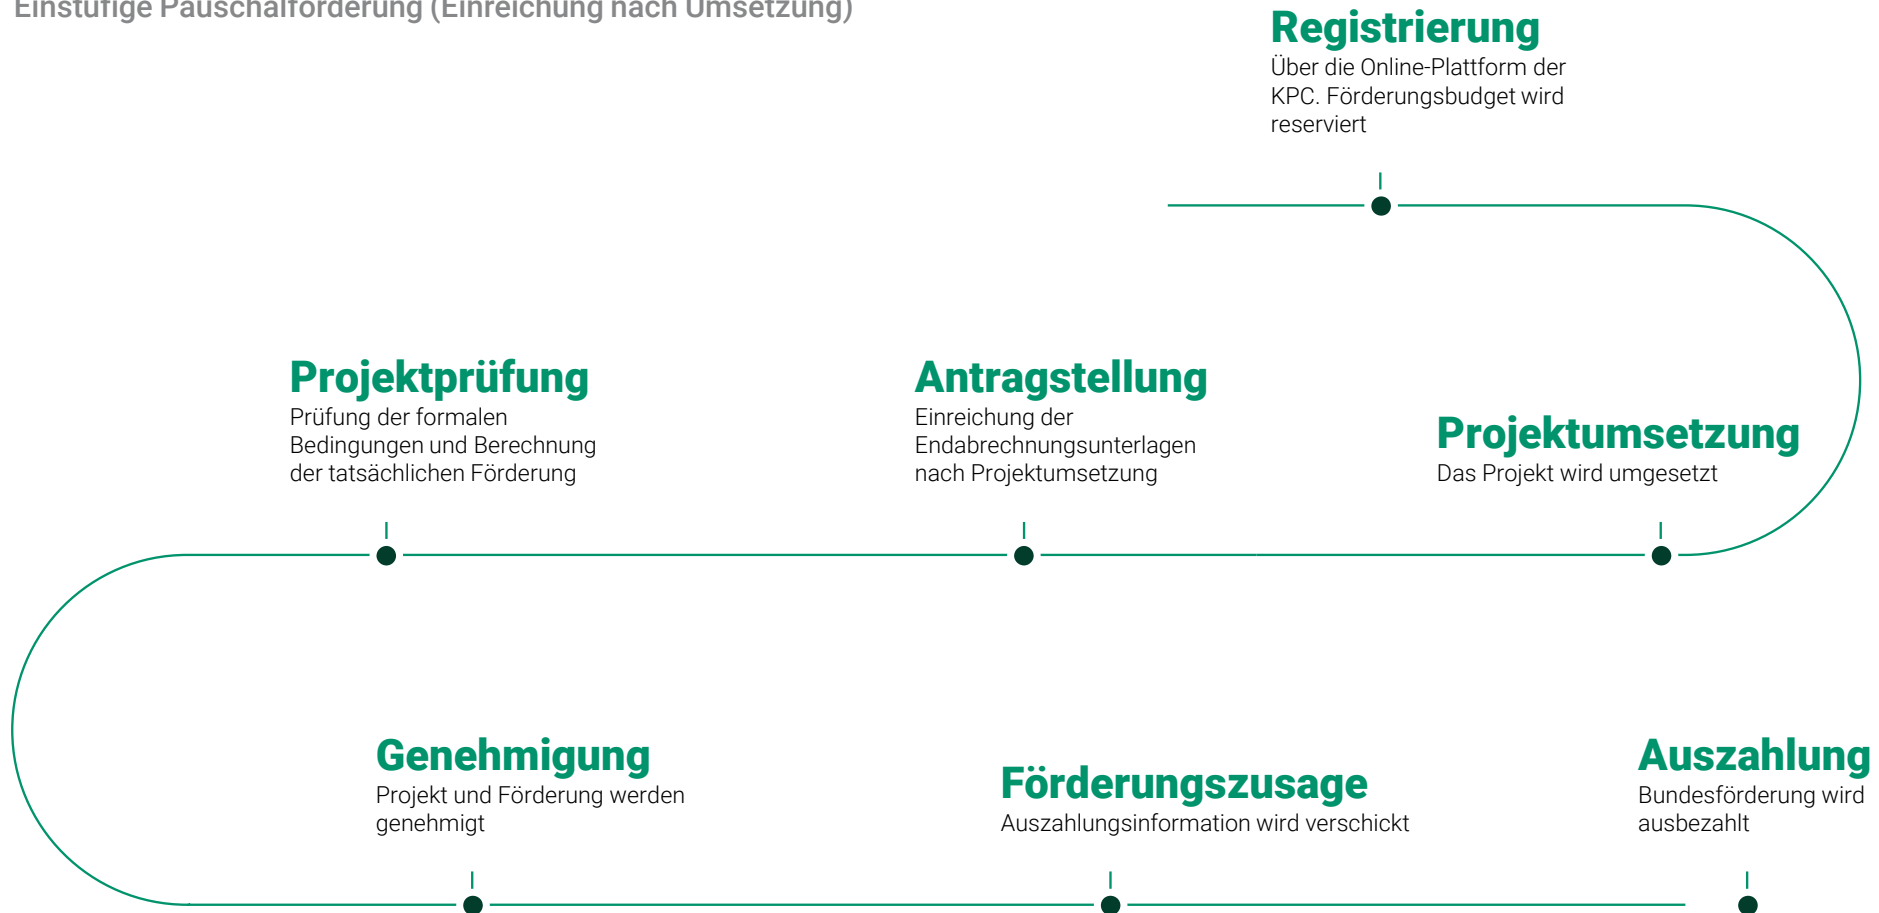 Einstufige Pauschalförderung (Einreichung nach Umsetzung)
Registrierung
Über die Online-Plattform der
KPC. Förderungsbudget wird
reserviert
Projektumsetzung
Das Projekt wird umgesetzt
Antragstellung
Einreichung der
Endabrechnungsunterlagen
nach Projektumsetzung
Projektprüfung
Prüfung der formalen
Bedingungen und Berechnung
der tatsächlichen Förderung
Genehmigung
Projekt und Förderung werden
genehmigt
Förderungszusage
Auszahlungsinformation wird verschickt
Auszahlung
Bundesförderung wird
ausbezahlt